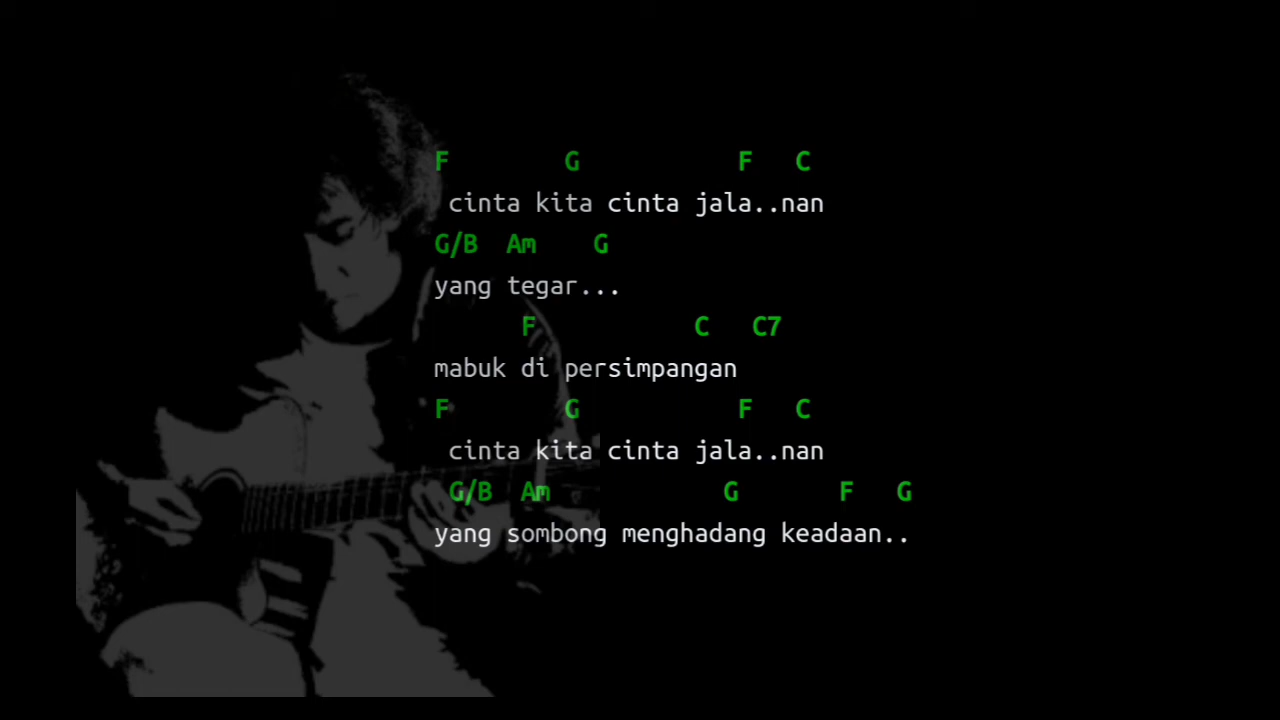 F        G           F   C
 cinta kita cinta jala..nan
G/B  Am    G
yang tegar...
      F           C   C7
mabuk di persimpangan
F        G           F   C
 cinta kita cinta jala..nan
 G/B  Am            G       F   G
yang sombong menghadang keadaan..